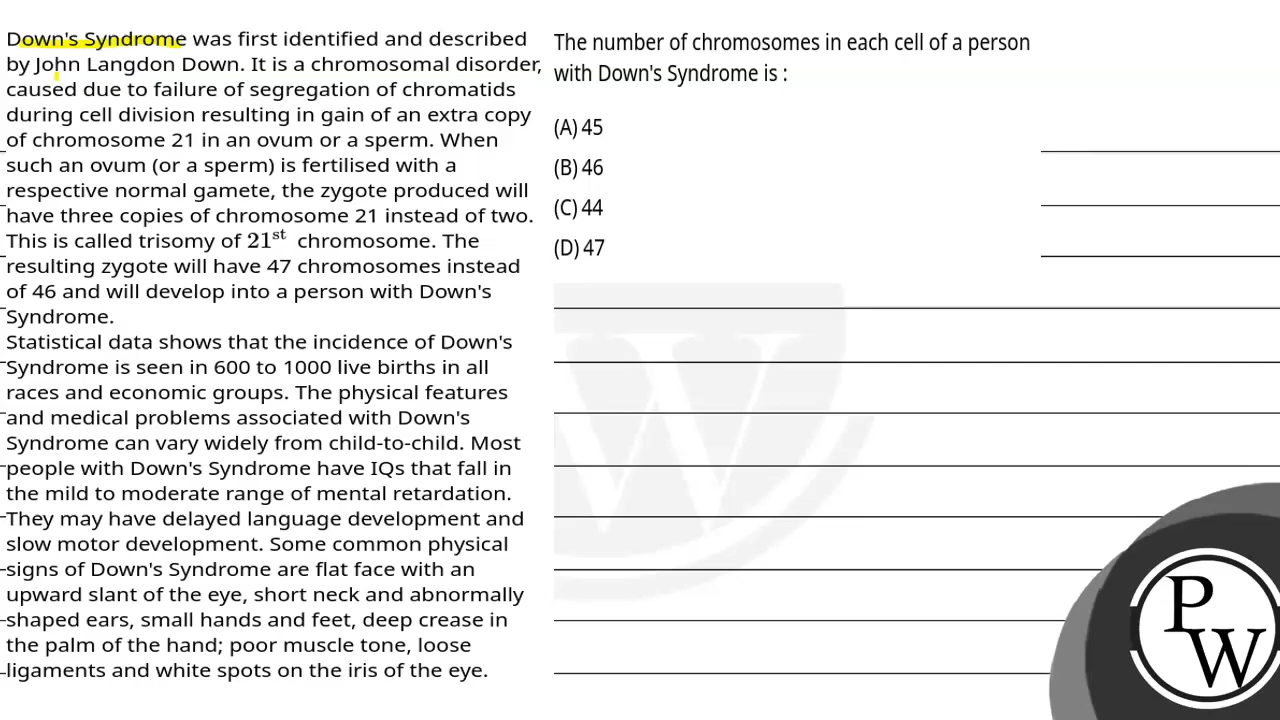 Down's Syndrome was first identified and described
by John Langdon Down. It is a chromosomal disorder,
caused due to failure of segregation of chromatids
during cell division resulting in gain of an extra copy
of chromosome 21 in an ovum or a sperm. When
such an ovum (or a sperm) is fertilised with a
respective normal gamete, the zygote produced will
have three copies of chromosome 21 instead of two.
This is called trisomy of 21st chromosome. The
resulting zygote will have 47 chromosomes instead
of 46 and will develop into a person with Down's
Syndrome.
Statistical data shows that the incidence of Down's
Syndrome is seen in 600 to 1000 live births in all
races and economic groups. The physical features
and medical problems associated with Down's
Syndrome can vary widely from child-to-child. Most
people with Down's Syndrome have IQs that fall in
the mild to moderate range of mental retardation.
They may have delayed language development and
slow motor development. Some common physical
signs of Down's Syndrome are flat face with an
upward slant of the eye, short neck and abnormally
shaped ears, small hands and feet, deep crease in
the palm of the hand; poor muscle tone, loose
ligaments and white spots on the iris of the eye.
The number of chromosomes in each cell of a person
with Down's Syndrome is :
(A) 45
(B) 46
(C) 44
(D) 47
W
P
W